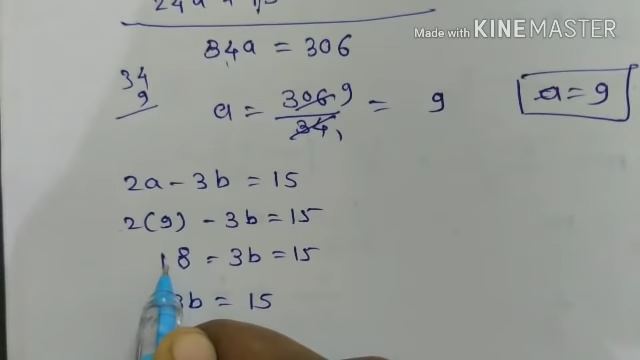 Made with KINEMASTER
34a = 306
34
9
a = 306 9 / 34 1 = 9
a = 9
2a - 3b = 15
2(9) - 3b = 15
18 = 3b = 15
3b = 15